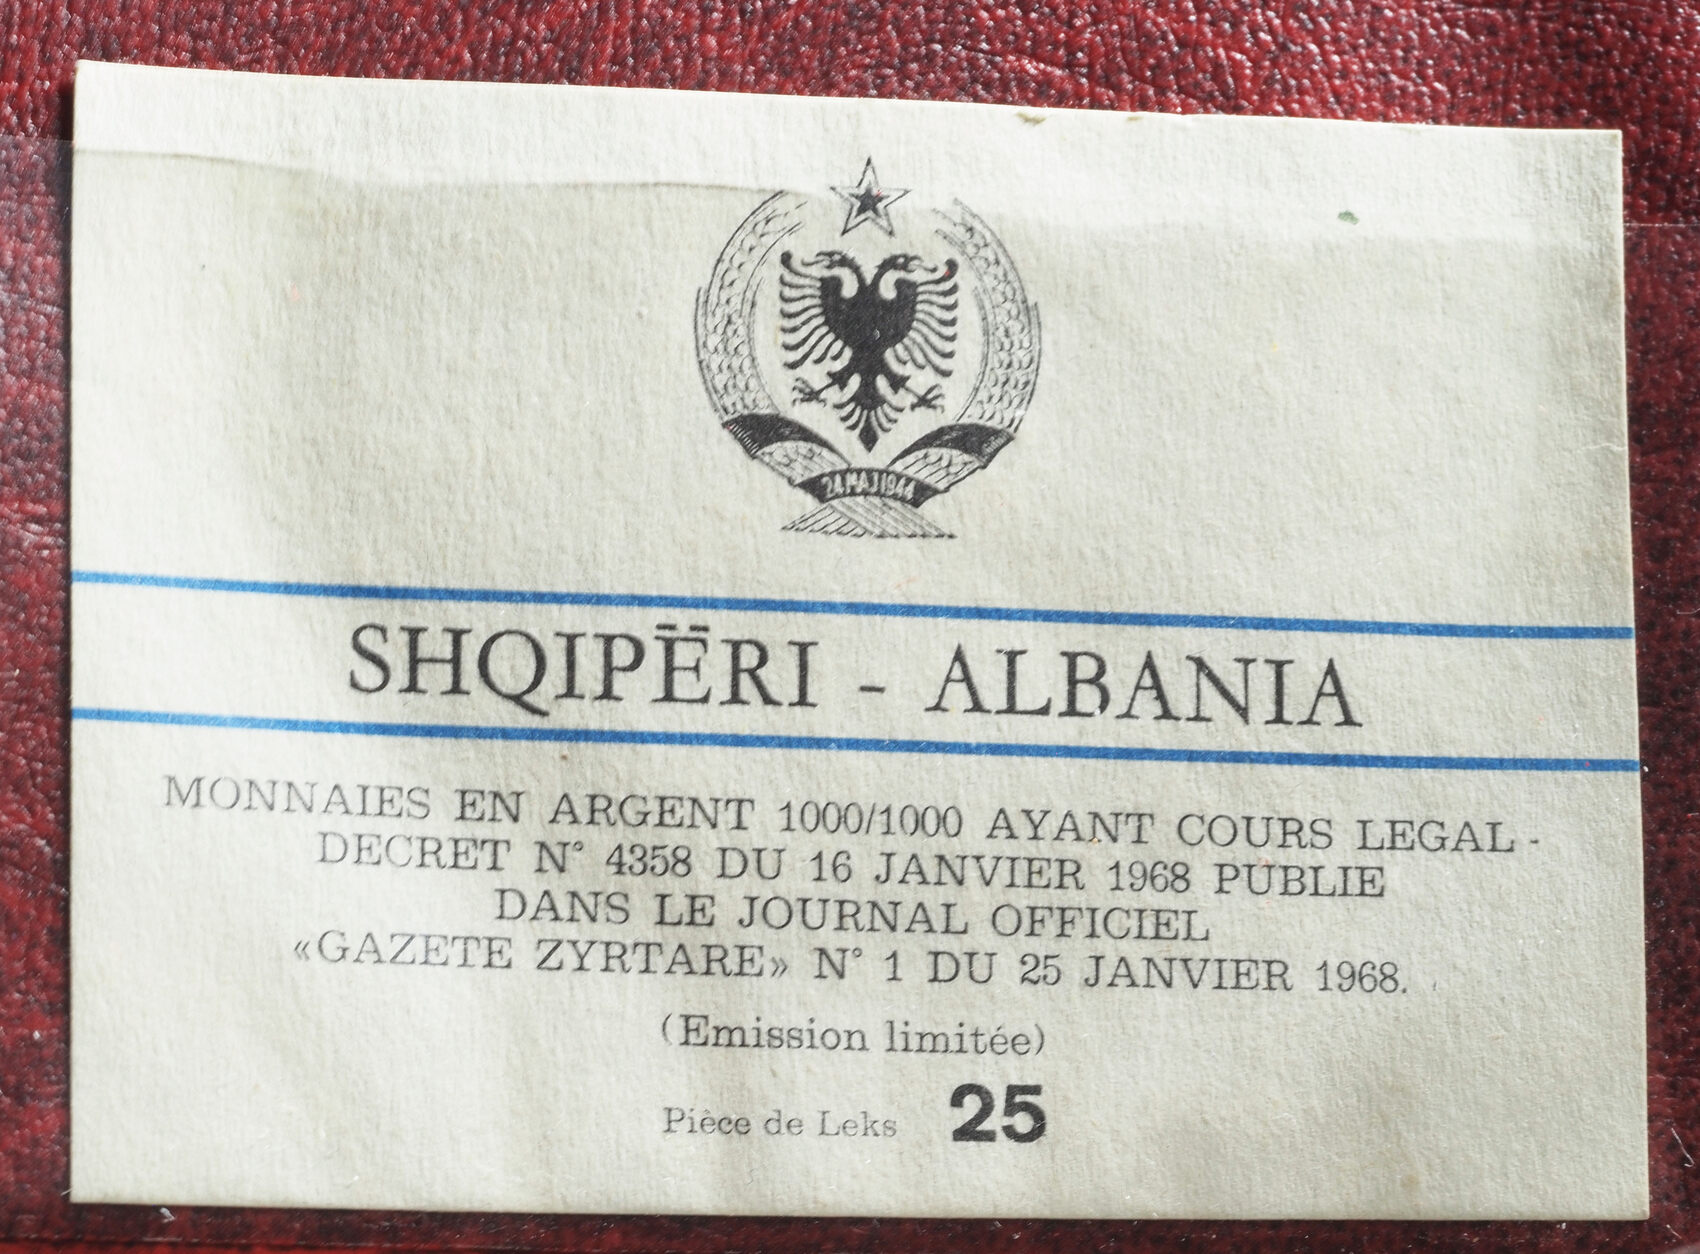 24 MAJ 1944
SHQIPËRI - ALBANIA
MONNAIES EN ARGENT 1000/1000 AYANT COURS LEGAL -
DECRET N° 4358 DU 16 JANVIER 1968 PUBLIE
DANS LE JOURNAL OFFICIEL
«GAZETE ZYRTARE» N° 1 DU 25 JANVIER 1968.
(Emission limitée)
Pièce de Leks 25